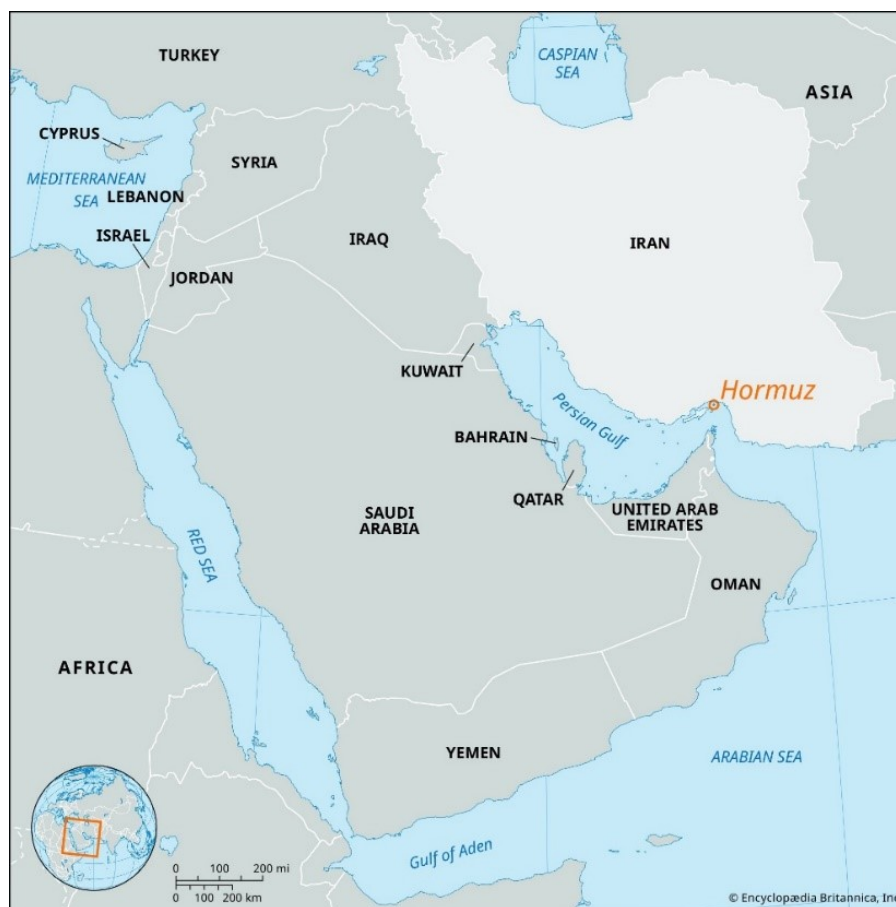 TURKEY
CASPIAN
SEA
ASIA
CYPRUS
SYRIA
MEDITERRANEAN
SEA
LEBANON
ISRAEL
IRAQ
IRAN
JORDAN
KUWAIT
Hormuz
Persian Gulf
BAHRAIN
QATAR
SAUDI
ARABIA
UNITED ARAB
EMIRATES
RED SEA
OMAN
AFRICA
YEMEN
ARABIAN SEA
Gulf of Aden
0 100 200 mi
0 100 200 km
© Encyclopædia Britannica, Inc